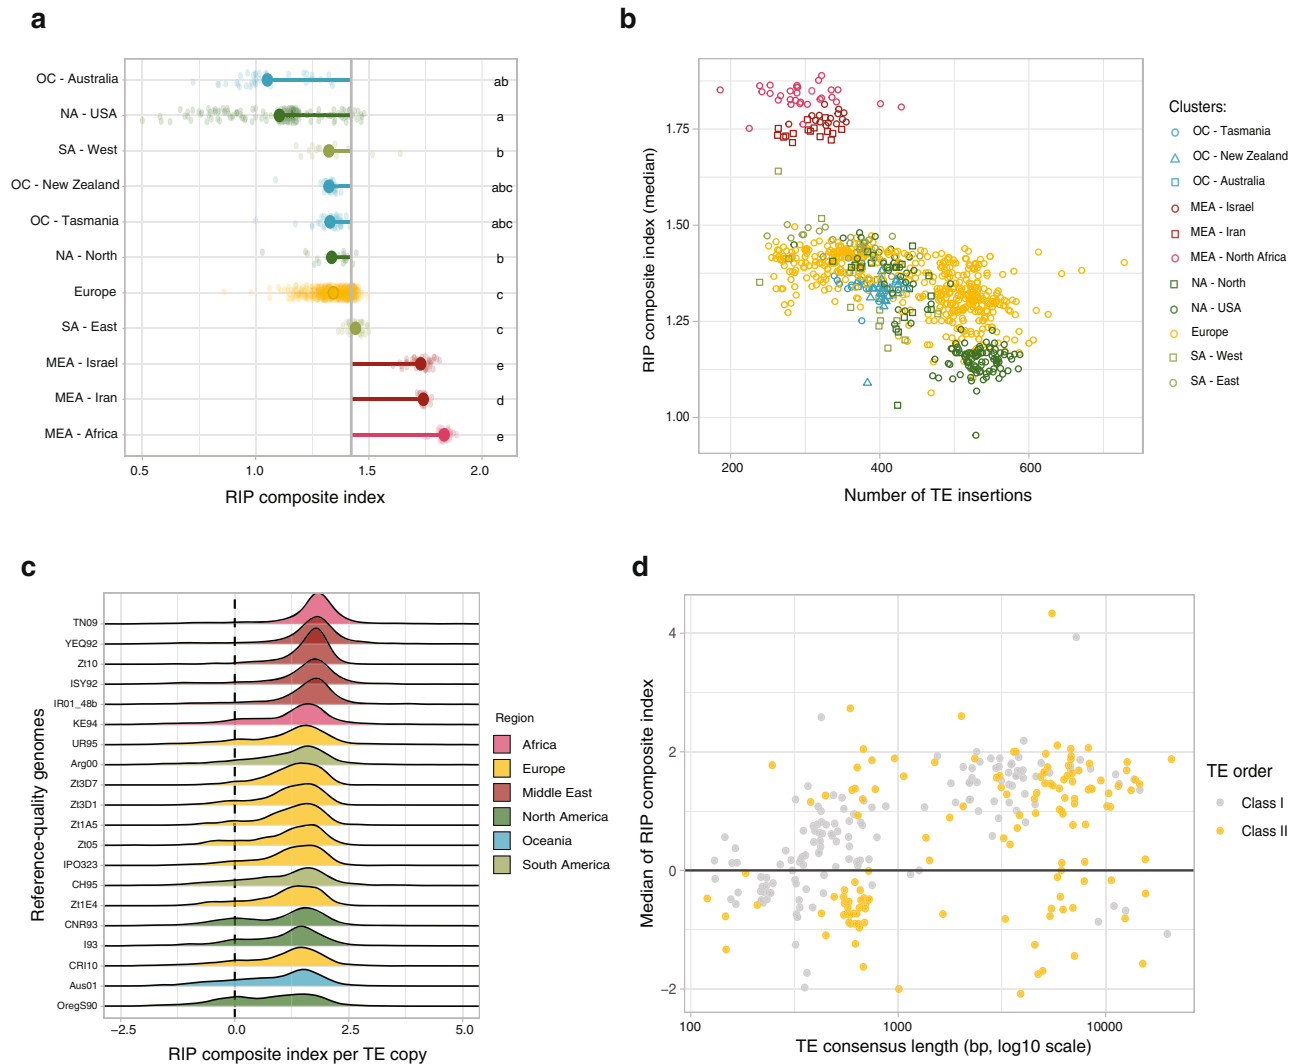 a
OC - Australia
NA - USA
SA - West
OC - New Zealand
OC - Tasmania
NA - North
Europe
SA - East
MEA - Israel
MEA - Iran
MEA - Africa
ab
a
b
abc
abc
b
c
c
e
d
e
0.5
1.0
1.5
2.0
RIP composite index
b
RIP composite index (median)
1.75
1.50
1.25
1.00
200
400
600
Number of TE insertions
Clusters:
OC - Tasmania
OC - New Zealand
OC - Australia
MEA - Israel
MEA - Iran
MEA - North Africa
NA - North
NA - USA
Europe
SA - West
SA - East
c
Reference-quality genomes
TN09
YEQ92
Zt10
ISY92
IR01_48b
KE94
UR95
Arg00
Zt3D7
Zt3D1
Zt1A5
Zt05
IPO323
CH95
Zt1E4
CNR93
I93
CRI10
Aus01
OregS90
−2.5
0.0
2.5
5.0
RIP composite index per TE copy
Region
Africa
Europe
Middle East
North America
Oceania
South America
d
Median of RIP composite index
4
2
0
−2
100
1000
10000
TE consensus length (bp, log10 scale)
TE order
Class I
Class II